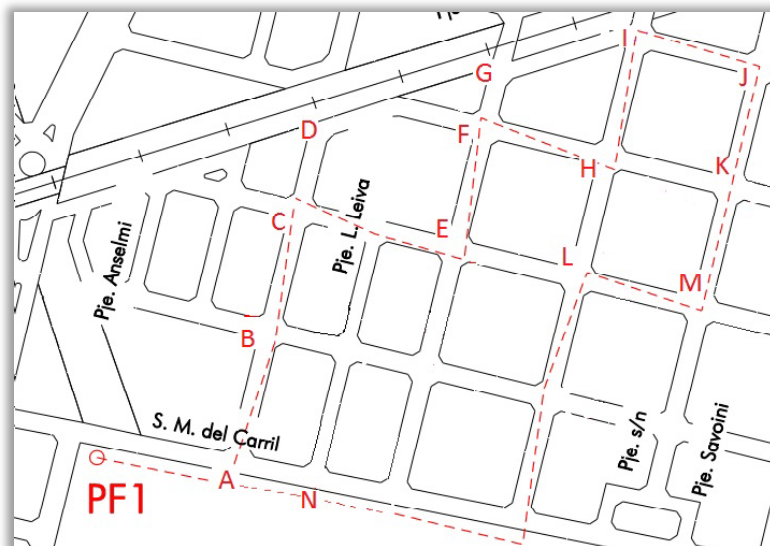 I
J
G
D
F
H
K
Pje. L. Leiva
C
E
L
M
Pje. Anselmi
B
S. M. del Carril
Pje. s/n
Pje. Savoini
A
N
PF1